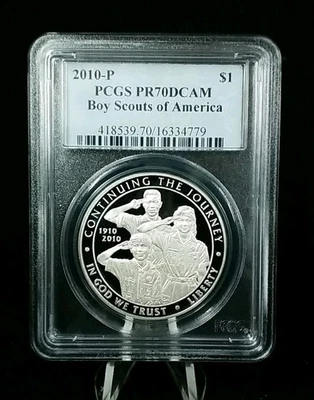 2010-P $1
PCGS PR70DCAM
Boy Scouts of America
418539.70/16334779
CONTINUING THE JOURNEY
1910
2010
IN GOD WE TRUST • LIBERTY
PCGS